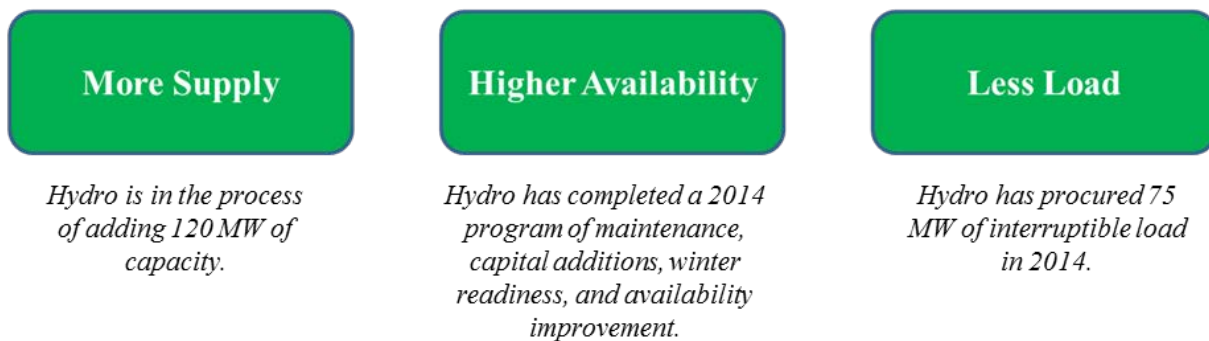 More Supply
Higher Availability
Less Load
Hydro is in the process
of adding 120 MW of
capacity.
Hydro has completed a 2014
program of maintenance,
capital additions, winter
readiness, and availability
improvement.
Hydro has procured 75
MW of interruptible load
in 2014.